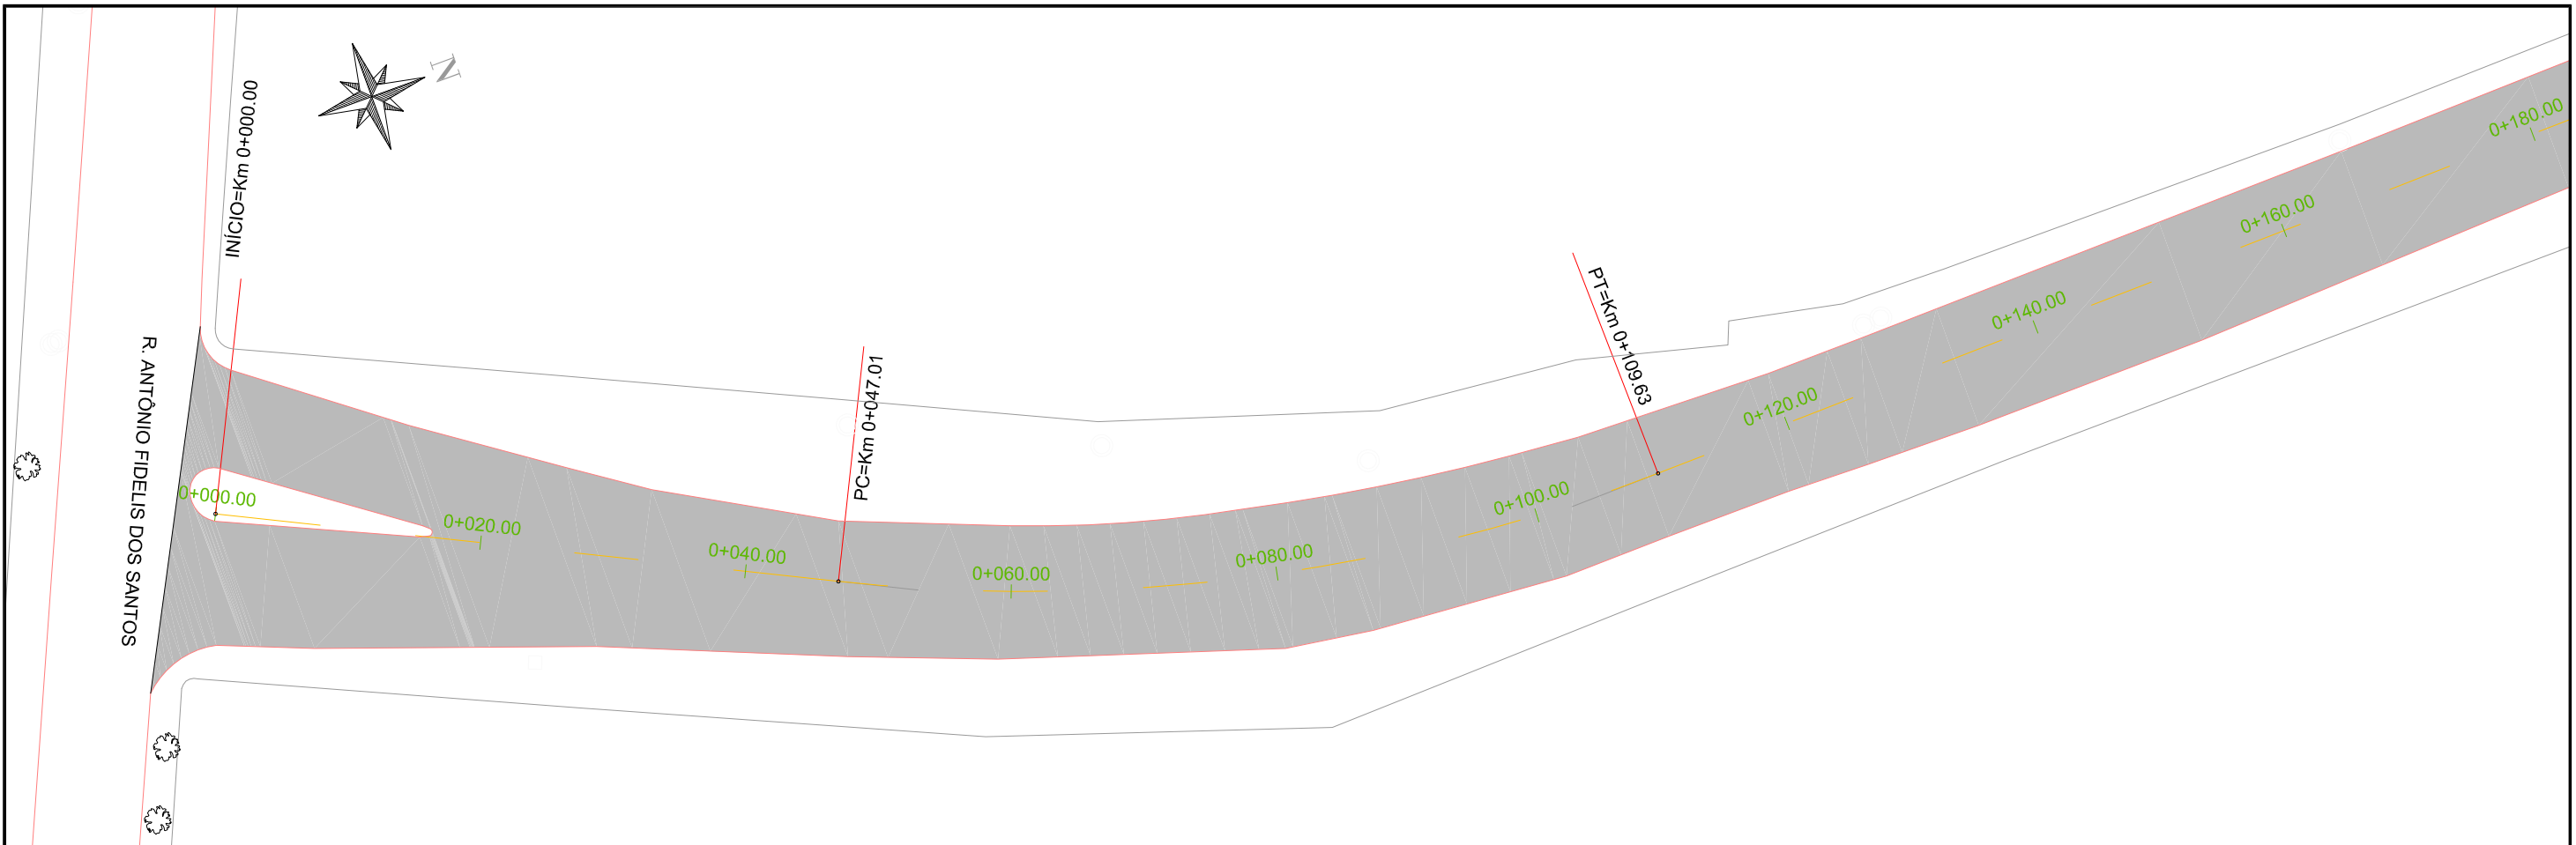 N
INÍCIO=Km 0+000.00
R. ANTÔNIO FIDELIS DOS SANTOS
0+000.00
0+020.00
0+040.00
PC=Km 0+047.01
0+060.00
0+080.00
0+100.00
PT=Km 0+109.63
0+120.00
0+140.00
0+160.00
0+180.00